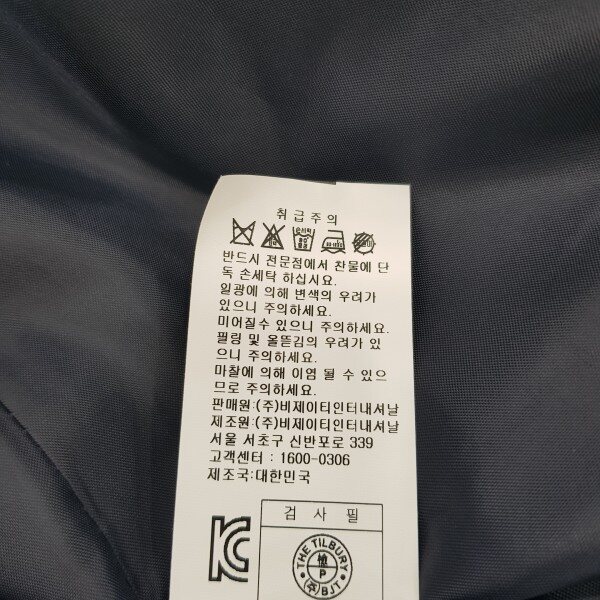 취급주의
반드시 전문점에서 찬물에 단
독 손세탁 하십시요.
일광에 의해 변색의 우려가
있으니 주의하세요.
미어질수 있으니 주의하세요.
필링 및 올뜯김의 우려가 있
으니 주의하세요.
마찰에 의해 이염 될 수 있으
므로 주의하세요.
판매원:(주)비제이티인터내셔날
제조원:(주)비제이티인터내셔날
서울 서초구 신반포로 339
고객센터 : 1600-0306
제조국:대한민국
검사필
THE TILBURY
檢
P
(주)BJT